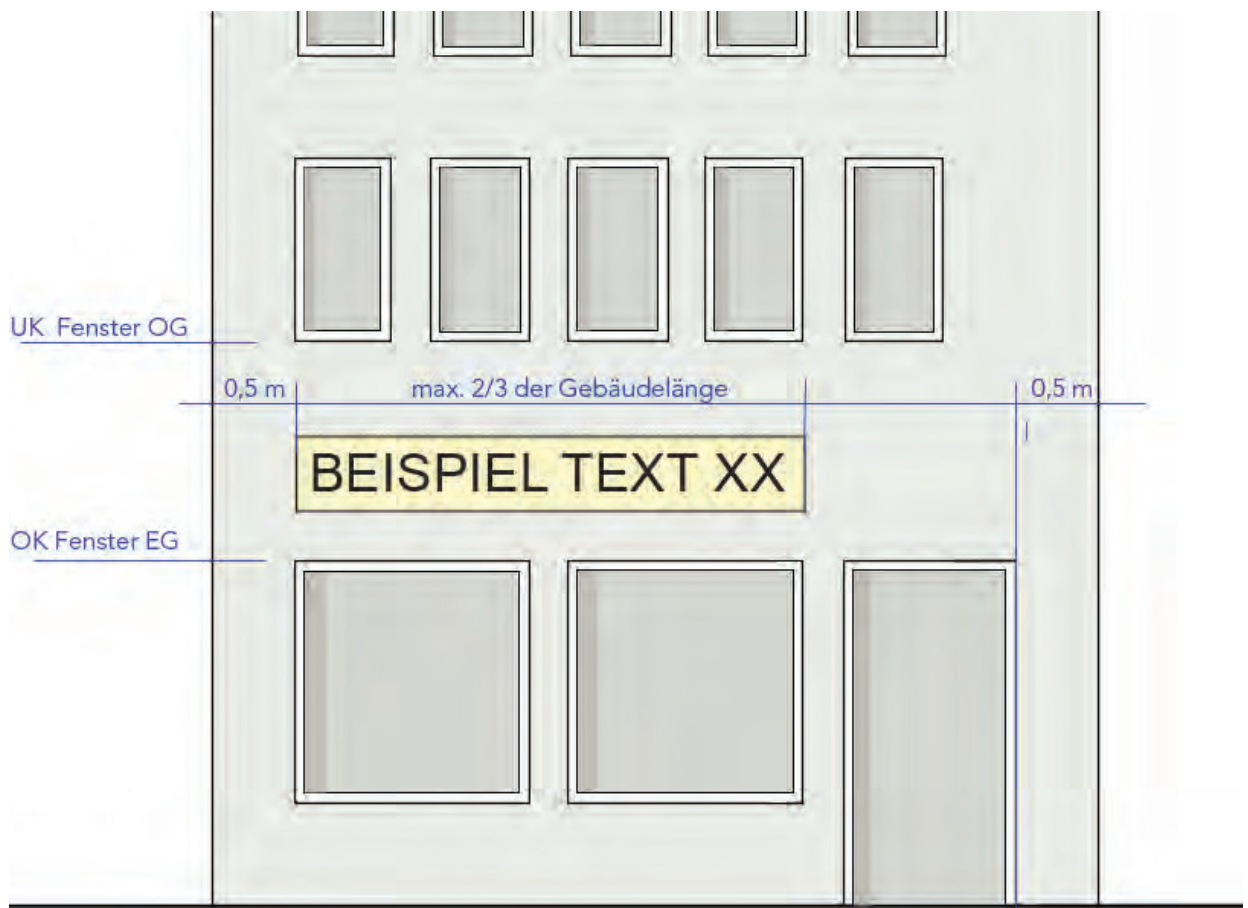 UK Fenster OG
0,5 m
max. 2/3 der Gebäudelänge
0,5 m
BEISPIEL TEXT XX
OK Fenster EG